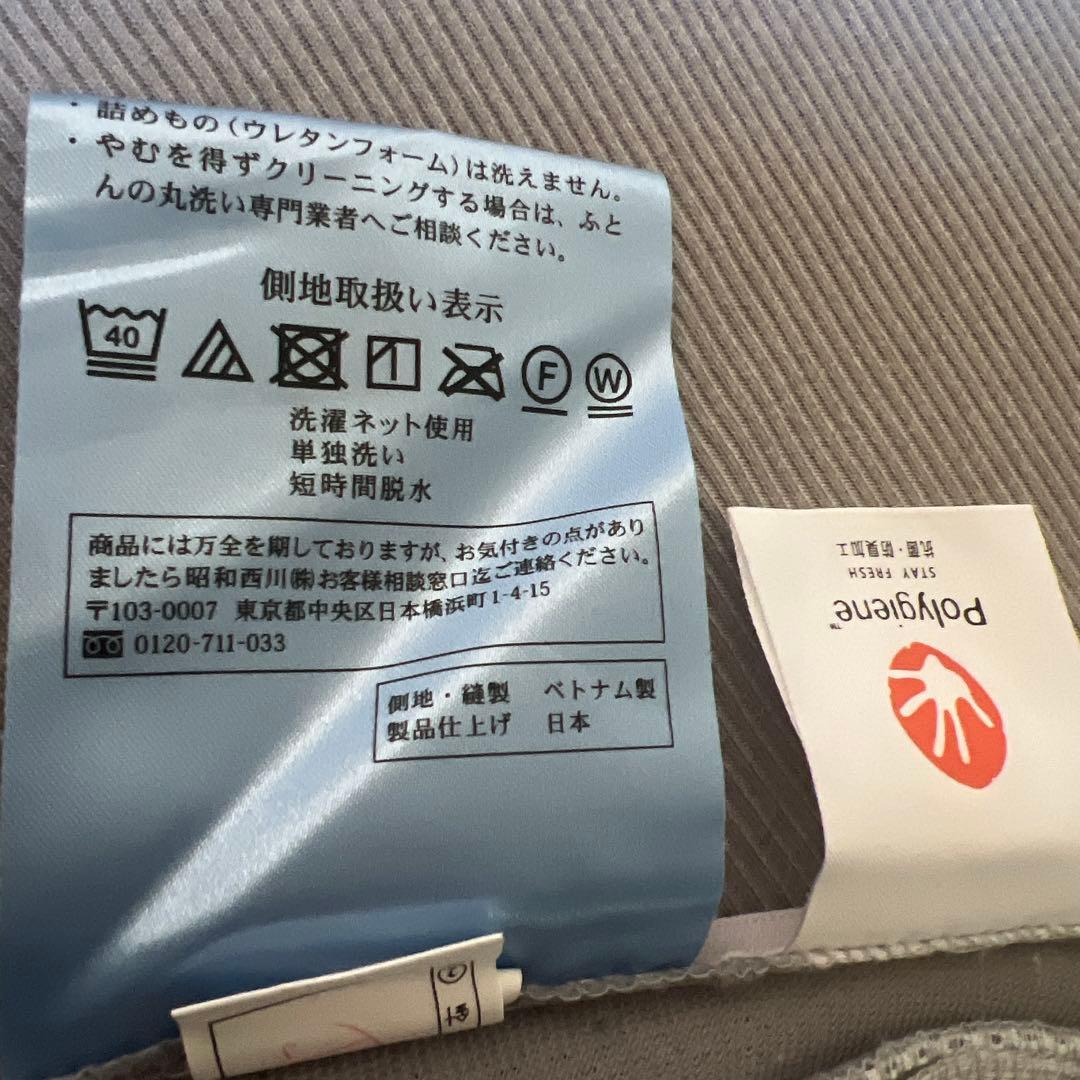 ・詰めもの(ウレタンフォーム)は洗えません。
・やむを得ずクリーニングする場合は、ふと
んの丸洗い専門業者へご相談ください。
側地取扱い表示
40
F
W
洗濯ネット使用
単独洗い
短時間脱水
商品には万全を期しておりますが、お気付きの点があり
ましたら昭和西川㈱お客様相談窓口迄ご連絡ください。
〒103-0007 東京都中央区日本橋浜町1-4-15
0120-711-033
側地・縫製 ベトナム製
製品仕上げ 日本
Polygiene™
STAY FRESH
抗菌・防臭加工